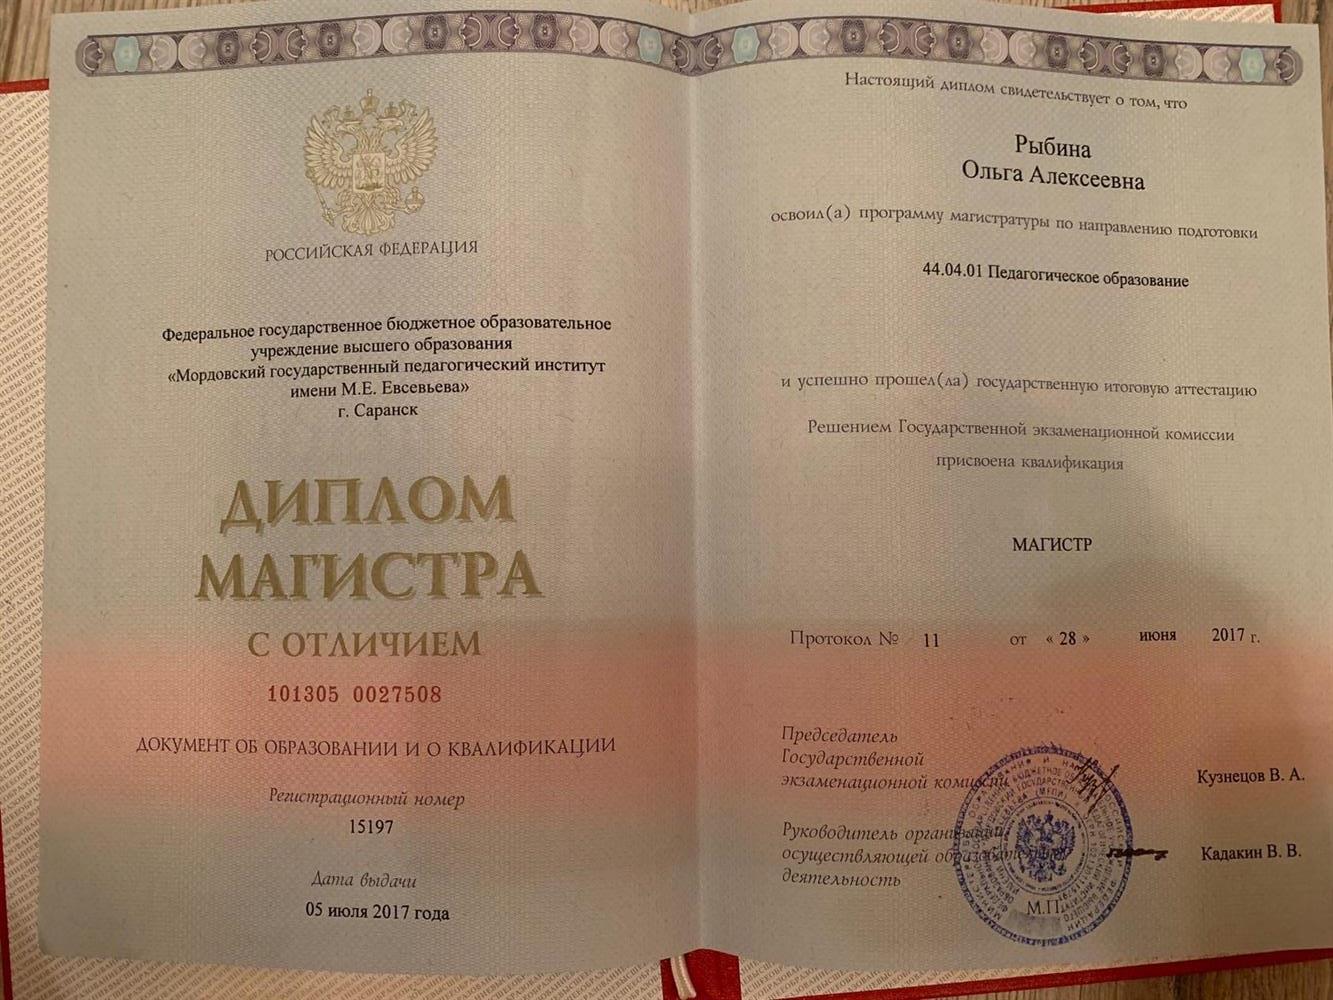 РОССИЙСКАЯ ФЕДЕРАЦИЯ
Федеральное государственное бюджетное образовательное
учреждение высшего образования
«Мордовский государственный педагогический институт
имени М.Е. Евсевьева»
г. Саранск
ДИПЛОМ
МАГИСТРА
С ОТЛИЧИЕМ
101305 0027508
ДОКУМЕНТ ОБ ОБРАЗОВАНИИ И О КВАЛИФИКАЦИИ
Регистрационный номер
15197
Дата выдачи
05 июля 2017 года
Настоящий диплом свидетельствует о том, что
Рыбина
Ольга Алексеевна
освоил(а) программу магистратуры по направлению подготовки
44.04.01 Педагогическое образование
и успешно прошел(ла) государственную итоговую аттестацию
Решением Государственной экзаменационной комиссии
присвоена квалификация
МАГИСТР
Протокол № 11 от « 28 » июня 2017 г.
Председатель
Государственной
экзаменационной комиссии
Кузнецов В. А.
Руководитель организации,
осуществляющей образовательную
деятельность
Кадакин В. В.
М.П.